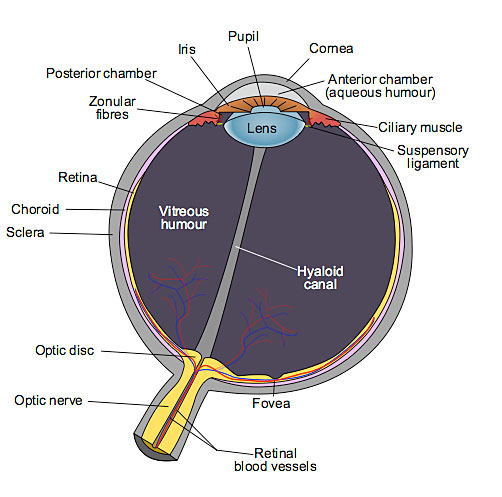 Pupil
Iris
Cornea
Posterior chamber
Anterior chamber
(aqueous humour)
Zonular
fibres
Lens
Ciliary muscle
Suspensory
ligament
Retina
Choroid
Sclera
Vitreous
humour
Hyaloid
canal
Optic disc
Optic nerve
Fovea
Retinal
blood vessels